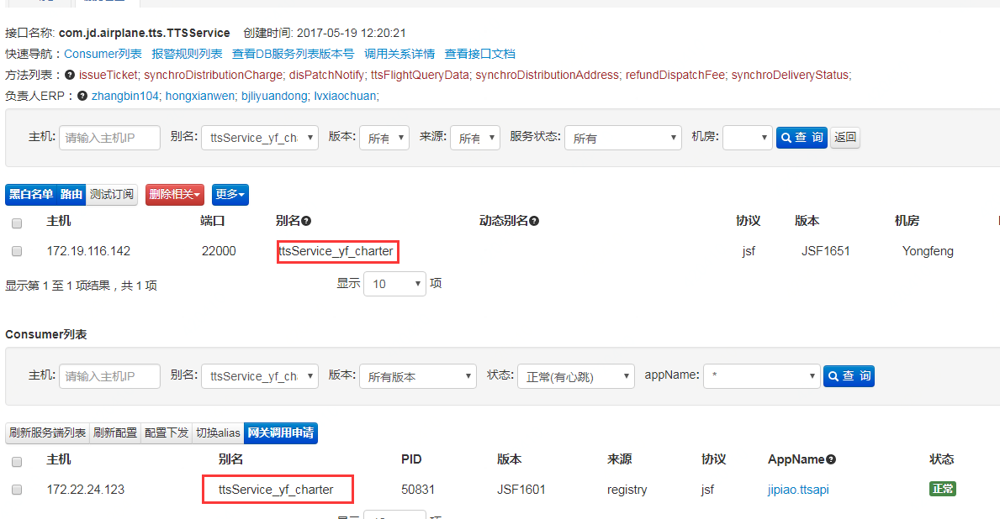 接口名称: com.jd.airplane.tts.TTSService 创建时间: 2017-05-19 12:20:21
快速导航：Consumer列表 报警规则列表 查看DB服务列表版本号 调用关系详情 查看接口文档
方法列表： issueTicket; synchroDistributionCharge; disPatchNotify; ttsFlightQueryData; synchroDistributionAddress; refundDispatchFee; synchroDeliveryStatus;
负责人ERP： zhangbin104; hongxianwen; bjliyuandong; lvxiaochuan;
主机: 请输入主机IP 别名: ttsService_yf_cha 版本: 所有 来源: 所有 服务状态: 所有 机房: 查 询 返回
黑白名单 路由 测试订阅 删除相关 更多
主机 端口 别名 动态别名 协议 版本 机房
172.19.116.142 22000 ttsService_yf_charter jsf JSF1651 Yongfeng
显示第 1 至 1 项结果，共 1 项 显示 10 项
Consumer列表
主机: 请输入主机IP 别名: ttsService_yf_cha 版本: 所有版本 状态: 正常(有心跳) appName: * 查 询
刷新服务端列表 刷新配置 配置下发 切换alias 网关调用申请
主机 别名 PID 版本 来源 协议 AppName 状态
172.22.24.123 ttsService_yf_charter 50831 JSF1601 registry jsf jipiao.ttsapi 正常